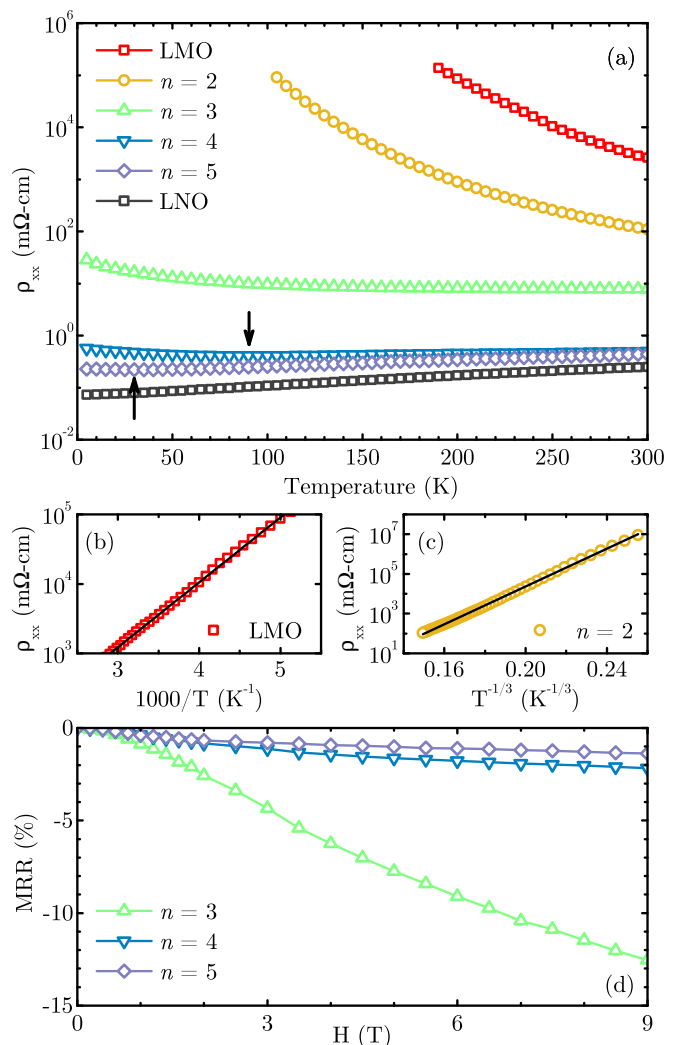 (a)
LMO
n = 2
n = 3
n = 4
n = 5
LNO
10^6
10^4
10^2
10^0
10^-2
ρ_xx (mΩ-cm)
0 50 100 150 200 250 300
Temperature (K)
(b)
10^5
10^4
10^3
ρ_xx (mΩ-cm)
LMO
3 4 5
1000/T (K^-1)
(c)
10^7
10^5
10^3
10^1
ρ_xx (mΩ-cm)
n = 2
0.16 0.20 0.24
T^-1/3 (K^-1/3)
0
-5
-10
-15
MRR (%)
n = 3
n = 4
n = 5
(d)
0 3 6 9
H (T)